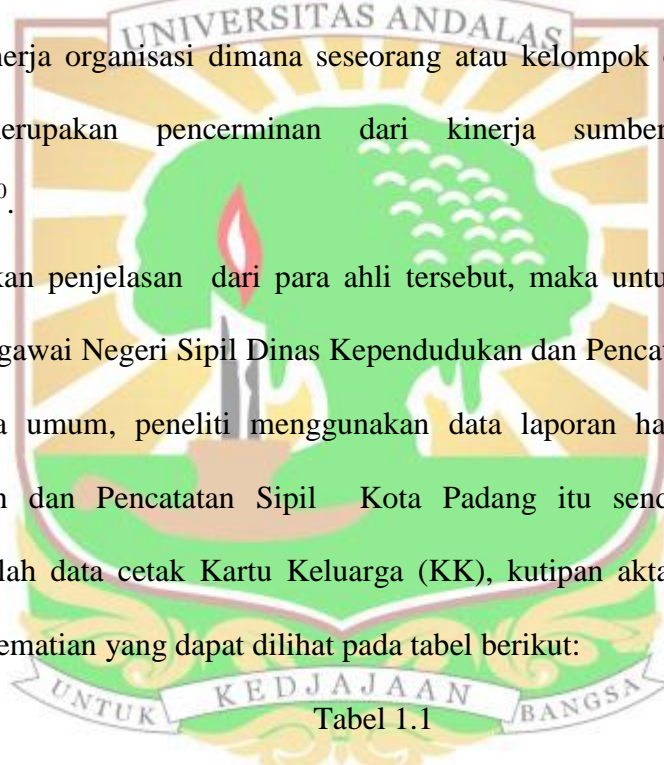 UNIVERSITAS ANDALAS
nerja organisasi dimana seseorang atau kelompok
erupakan pencerminan dari kinerja sumber
0.
kan penjelasan dari para ahli tersebut, maka untu
gawai Negeri Sipil Dinas Kependudukan dan Pencat
a umum, peneliti menggunakan data laporan ha
n dan Pencatatan Sipil Kota Padang itu send
lah data cetak Kartu Keluarga (KK), kutipan akta
ematian yang dapat dilihat pada tabel berikut:
UNTUK KEDJAJAAN BANGSA
Tabel 1.1